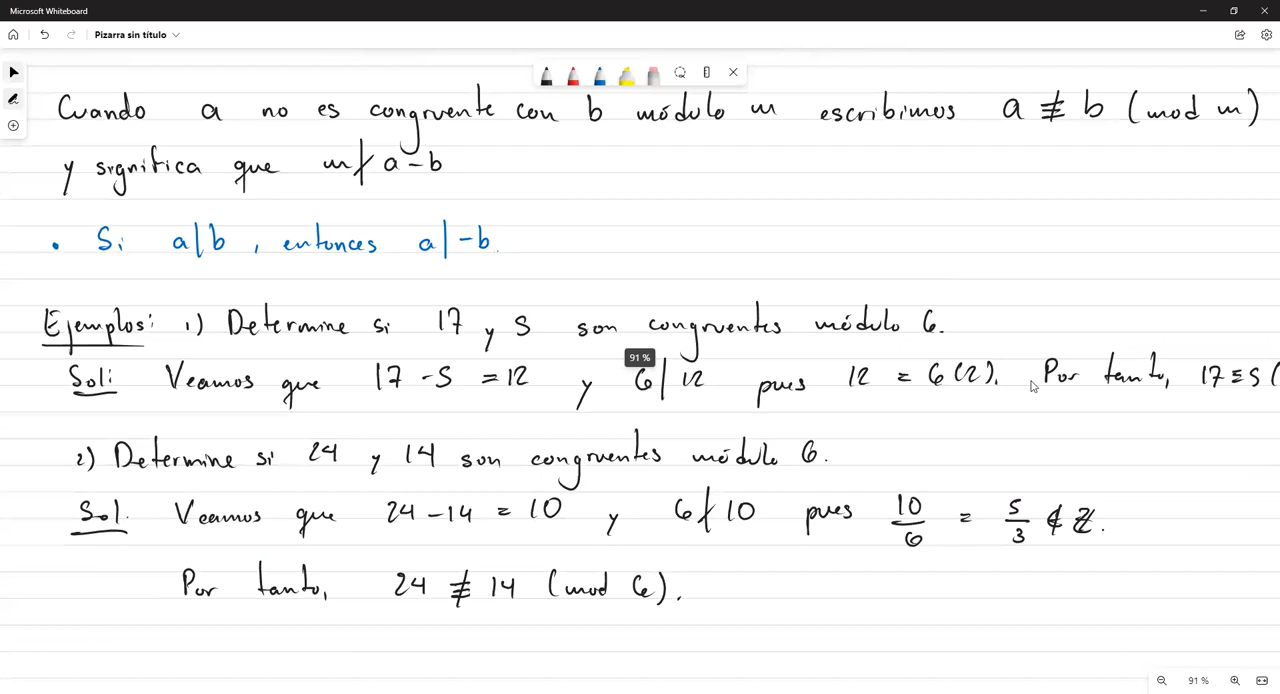 Microsoft Whiteboard
Pizarra sin título
Cuando a no es congruente con b módulo m escribimos a ≢ b (mod m)
y significa que m ∤ a - b
• Si a|b , entonces a|-b.
Ejemplos: 1) Determine si 17 y 5 son congruentes módulo 6.
91 %
Sol: Veamos que 17 - 5 = 12 y 6 | 12 pues 12 = 6(2). Por tanto, 17 ≡ 5 (
2) Determine si 24 y 14 son congruentes módulo 6.
Sol. Veamos que 24 - 14 = 10 y 6 ∤ 10 pues 10/6 = 5/3 ∉ ℤ.
Por tanto, 24 ≢ 14 (mod 6).
91 %